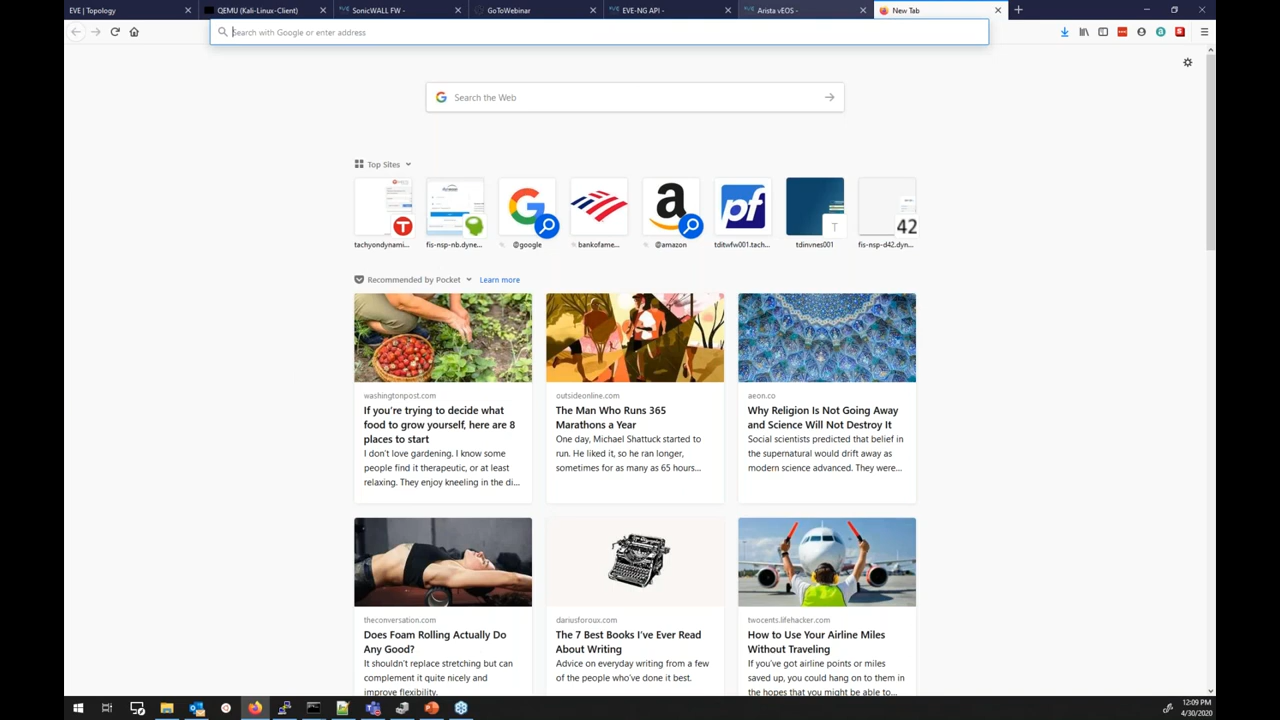 EVE | Topology
QEMU (Kali-Linux-Client)
SonicWALL FW -
GoToWebinar
EVE-NG API -
Arista vEOS -
New Tab
Search with Google or enter address
Search the Web
Top Sites
tachyondynami...
fis-nsp-nb.dyne...
@google
bankofame...
@amazon
pf
tditwfw001.tach...
T
tdinvnes001
42
fis-nsp-d42.dyn...
Recommended by Pocket
Learn more
washingtonpost.com
If you're trying to decide what
food to grow yourself, here are 8
places to start
I don't love gardening. I know some
people find it therapeutic, or at least
relaxing. They enjoy kneeling in the di...
outsideonline.com
The Man Who Runs 365
Marathons a Year
One day, Michael Shattuck started to
run. He liked it, so he ran longer,
sometimes for as many as 65 hours...
aeon.co
Why Religion Is Not Going Away
and Science Will Not Destroy It
Social scientists predicted that belief in
the supernatural would drift away as
modern science advanced. They were...
theconversation.com
Does Foam Rolling Actually Do
Any Good?
It shouldn't replace stretching but can
complement it quite nicely and
improve flexibility.
dariusforoux.com
The 7 Best Books I've Ever Read
About Writing
Advice on everyday writing from a few
of the people who've done it best.
twocents.lifehacker.com
How to Use Your Airline Miles
Without Traveling
If you've got airline points or miles
saved up, you could hang on to them in
the hopes that you might be able to...
12:09 PM
4/30/2020